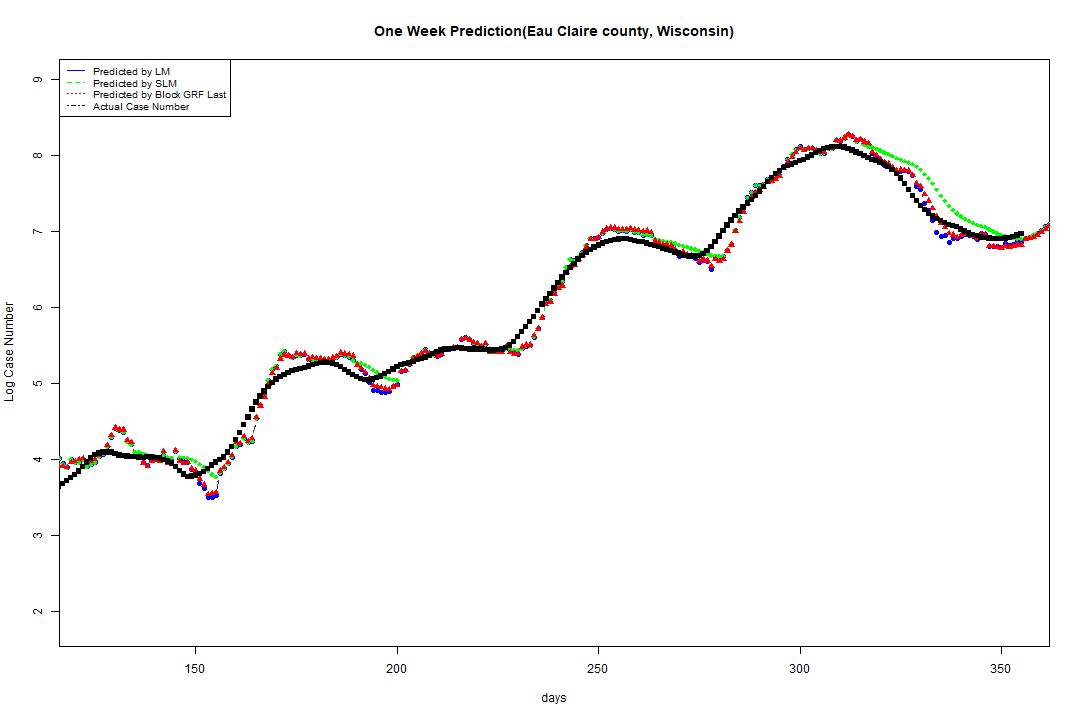 One Week Prediction(Eau Claire county, Wisconsin)
Predicted by LM
Predicted by SLM
Predicted by Block GRF Last
Actual Case Number
Log Case Number
9
8
7
6
5
4
3
2
150 200 250 300 350
days